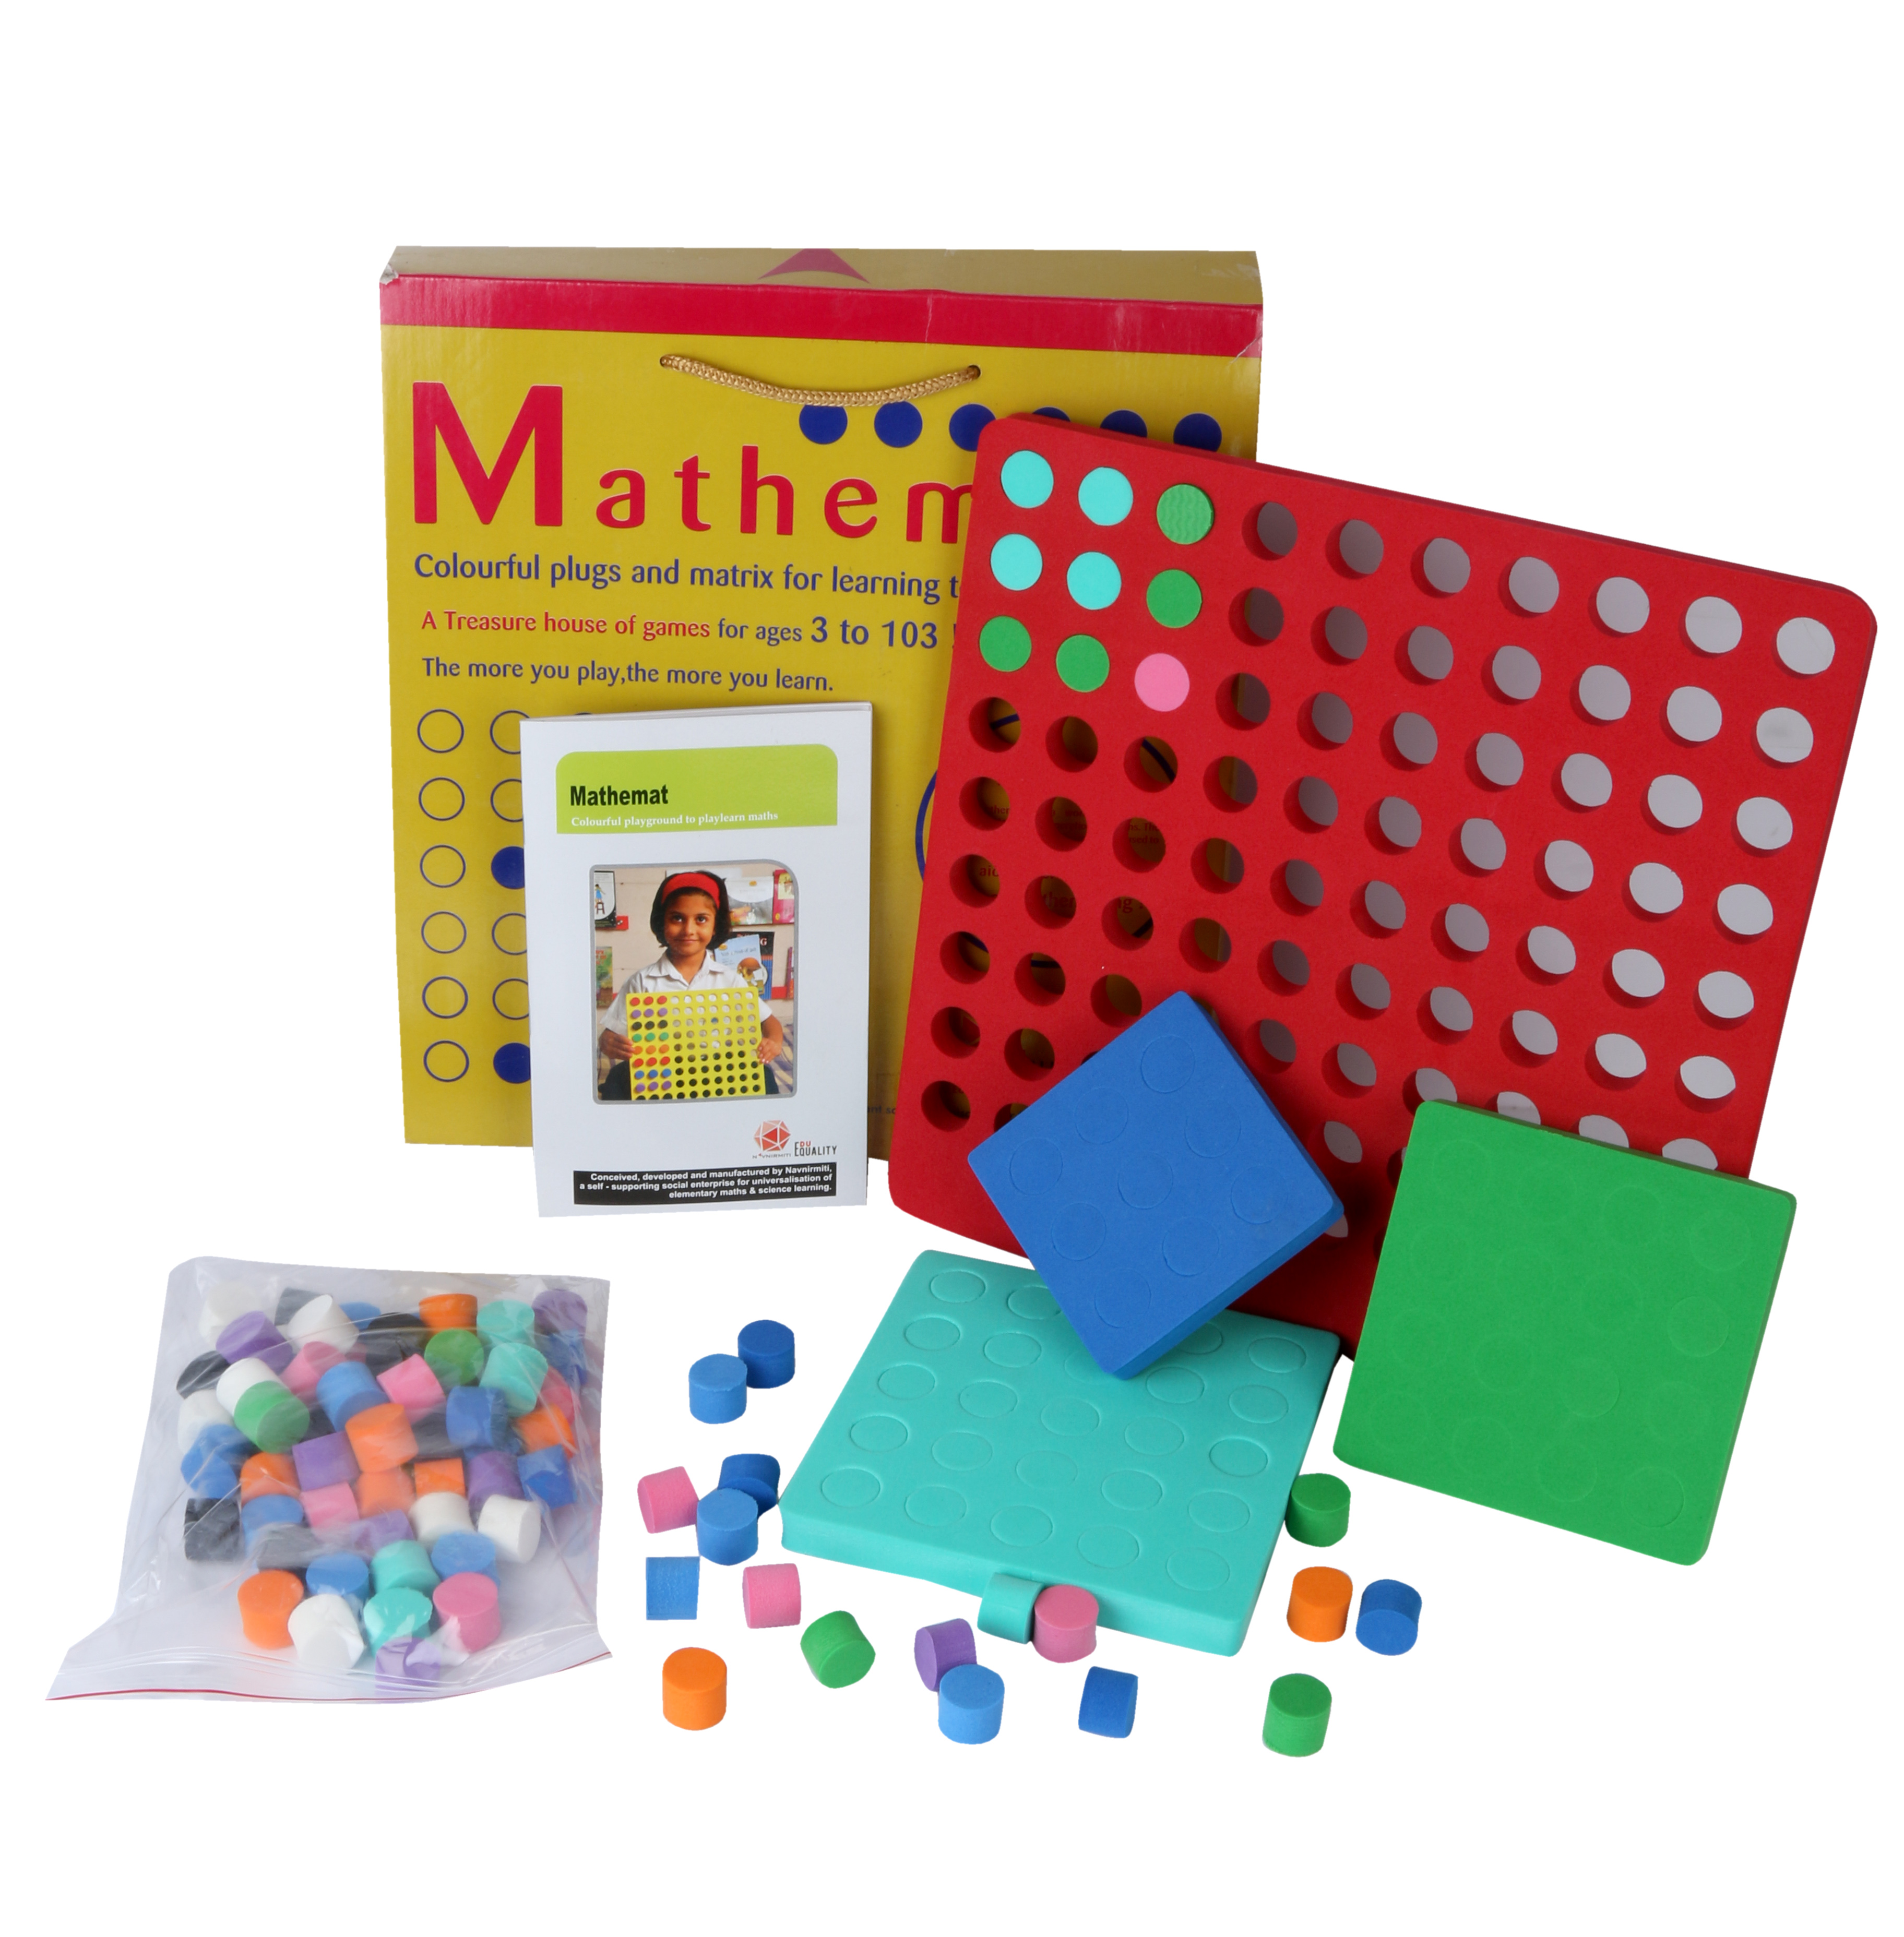 Mathem
Colourful plugs and matrix for learning t
A Treasure house of games for ages 3 to 103 !
The more you play,the more you learn.
Mathemat
Colourful playground to playlearn maths
NAVNIRMITI
EDU
EQUALITY
Conceived, developed and manufactured by Navnirmiti,
a self - supporting social enterprise for universalisation of
elementary maths & science learning.